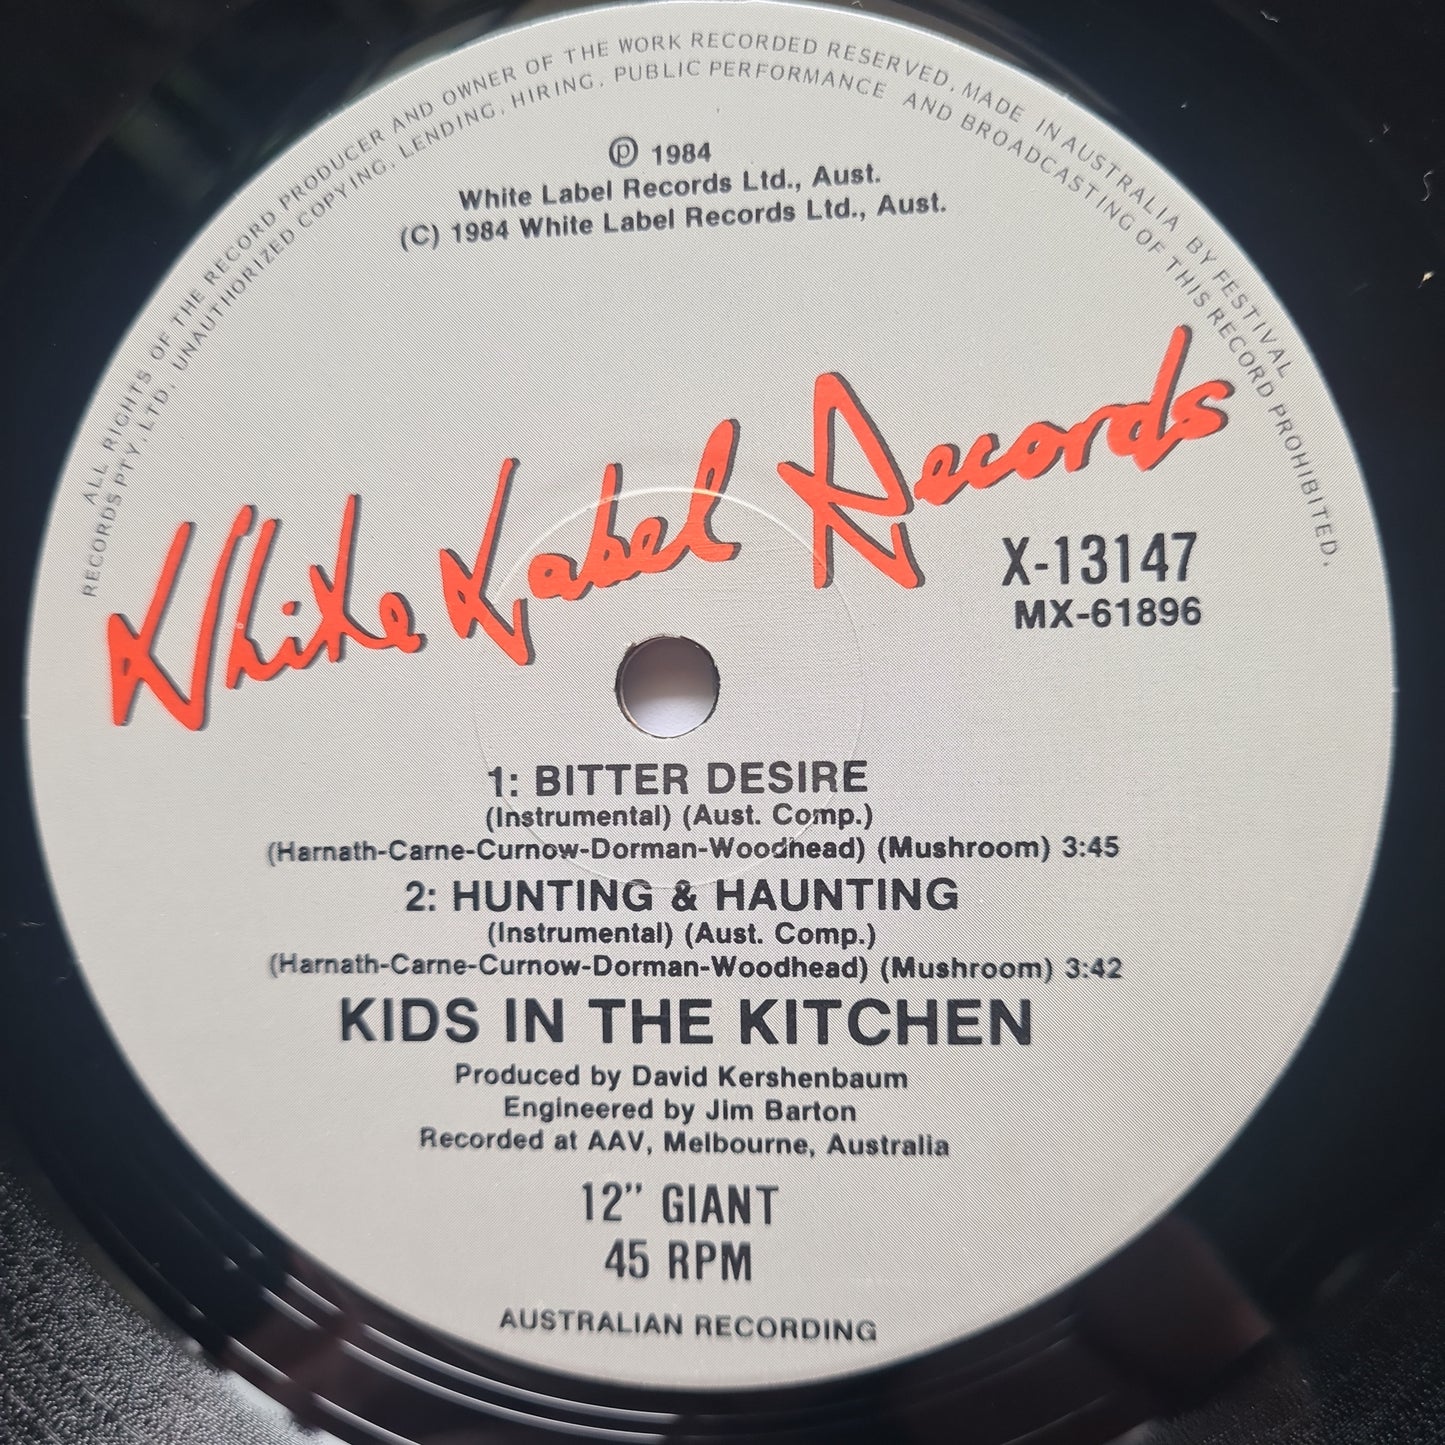 ALL RIGHTS OF THE RECORD PRODUCER AND OWNER OF THE WORK RECORDED RESERVED, MADE IN AUSTRALIA BY FESTIVAL
RECORDS PTY. LTD. UNAUTHORIZED COPYING, LENDING, HIRING, PUBLIC PERFORMANCE AND BROADCASTING OF THIS RECORD PROHIBITED.
℗ 1984
White Label Records Ltd., Aust.
(C) 1984 White Label Records Ltd., Aust.
White Label Records
X-13147
MX-61896
1: BITTER DESIRE
(Instrumental) (Aust. Comp.)
(Harnath-Carne-Curnow-Dorman-Woodhead) (Mushroom) 3:45
2: HUNTING & HAUNTING
(Instrumental) (Aust. Comp.)
(Harnath-Carne-Curnow-Dorman-Woodhead) (Mushroom) 3:42
KIDS IN THE KITCHEN
Produced by David Kershenbaum
Engineered by Jim Barton
Recorded at AAV, Melbourne, Australia
12" GIANT
45 RPM
AUSTRALIAN RECORDING